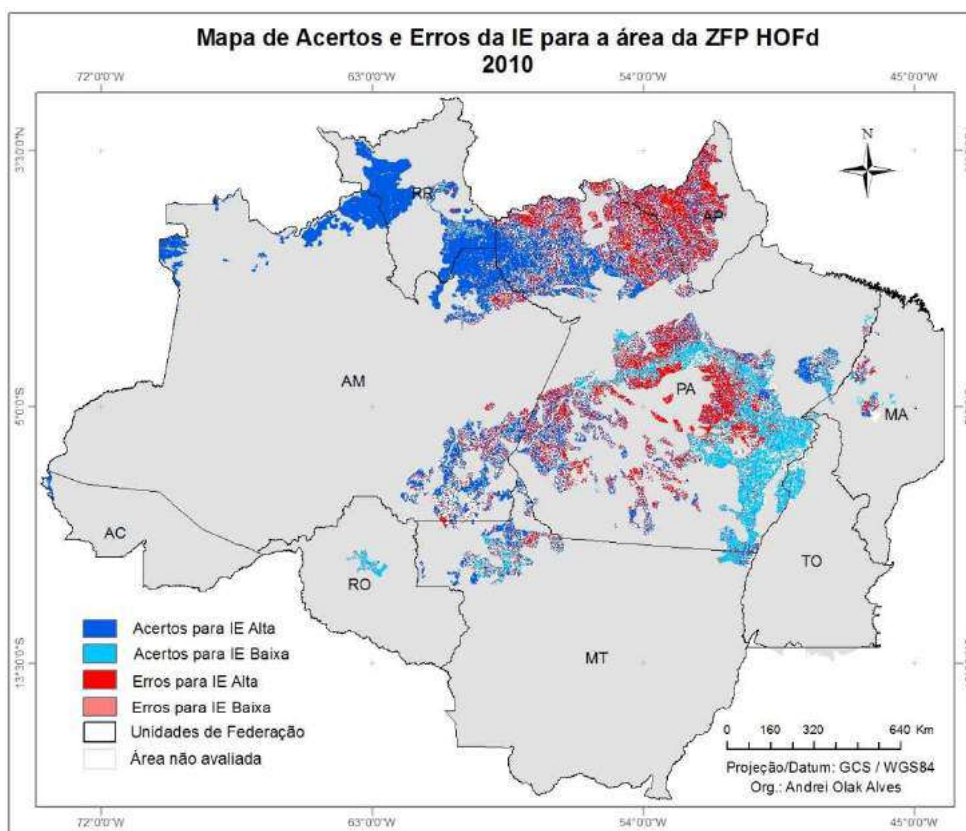 Mapa de Acertos e Erros da IE para a área da ZFP HOFd
2010
72°0'0"W 63°0'0"W 54°0'0"W 45°0'0"W
N
3°30'0"N
RR
AP
AM
PA
MA
6°0'0"S
AC
RO
TO
MT
13°30'0"S
Acertos para IE Alta
Acertos para IE Baixa
Erros para IE Alta
Erros para IE Baixa
Unidades de Federação
Área não avaliada
0 160 320 640 Km
Projeção/Datum: GCS / WGS84
Org.: Andrei Olak Alves
72°0'0"W 63°0'0"W 54°0'0"W 45°0'0"W